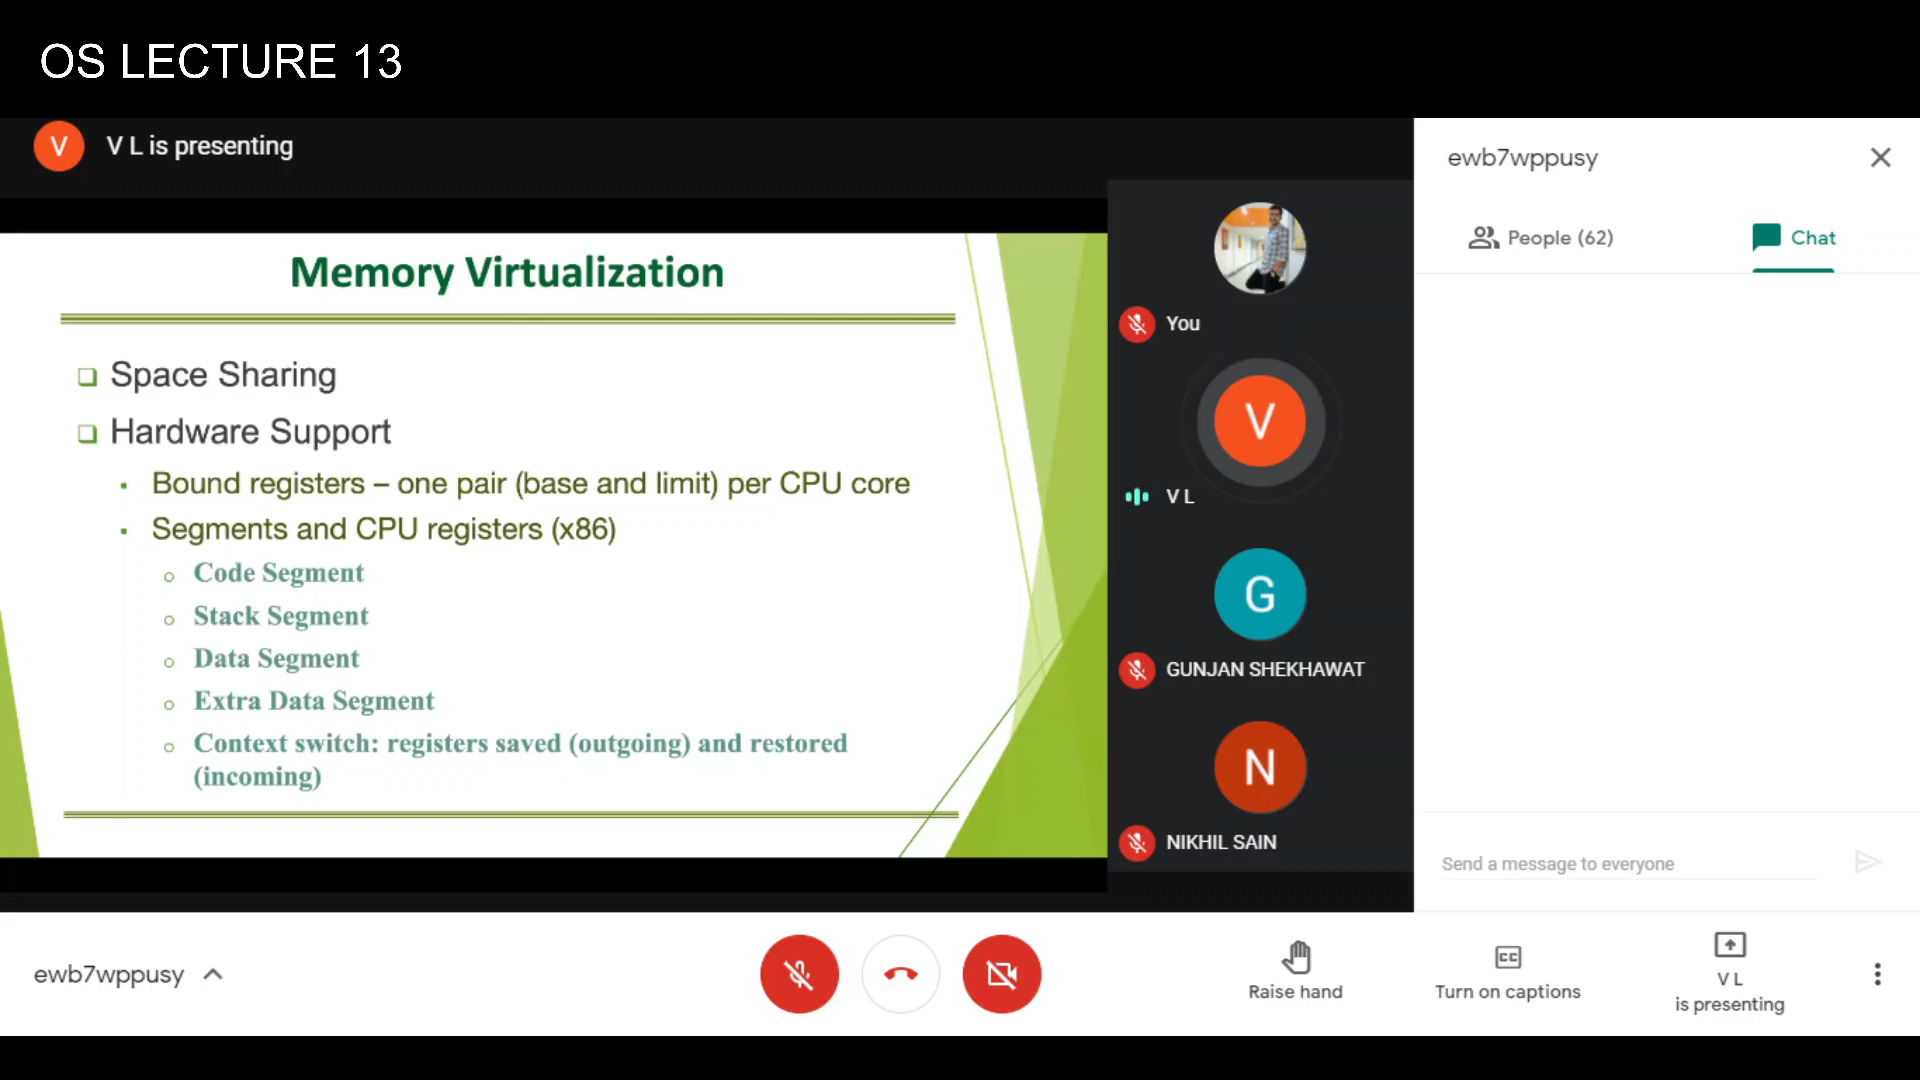 OS LECTURE 13
V
V L is presenting
Memory Virtualization
Space Sharing
Hardware Support
Bound registers – one pair (base and limit) per CPU core
Segments and CPU registers (x86)
Code Segment
Stack Segment
Data Segment
Extra Data Segment
Context switch: registers saved (outgoing) and restored
(incoming)
You
V
V L
G
GUNJAN SHEKHAWAT
N
NIKHIL SAIN
ewb7wppusy
People (62)
Chat
Send a message to everyone
ewb7wppusy
Raise hand
CC
Turn on captions
V L
is presenting